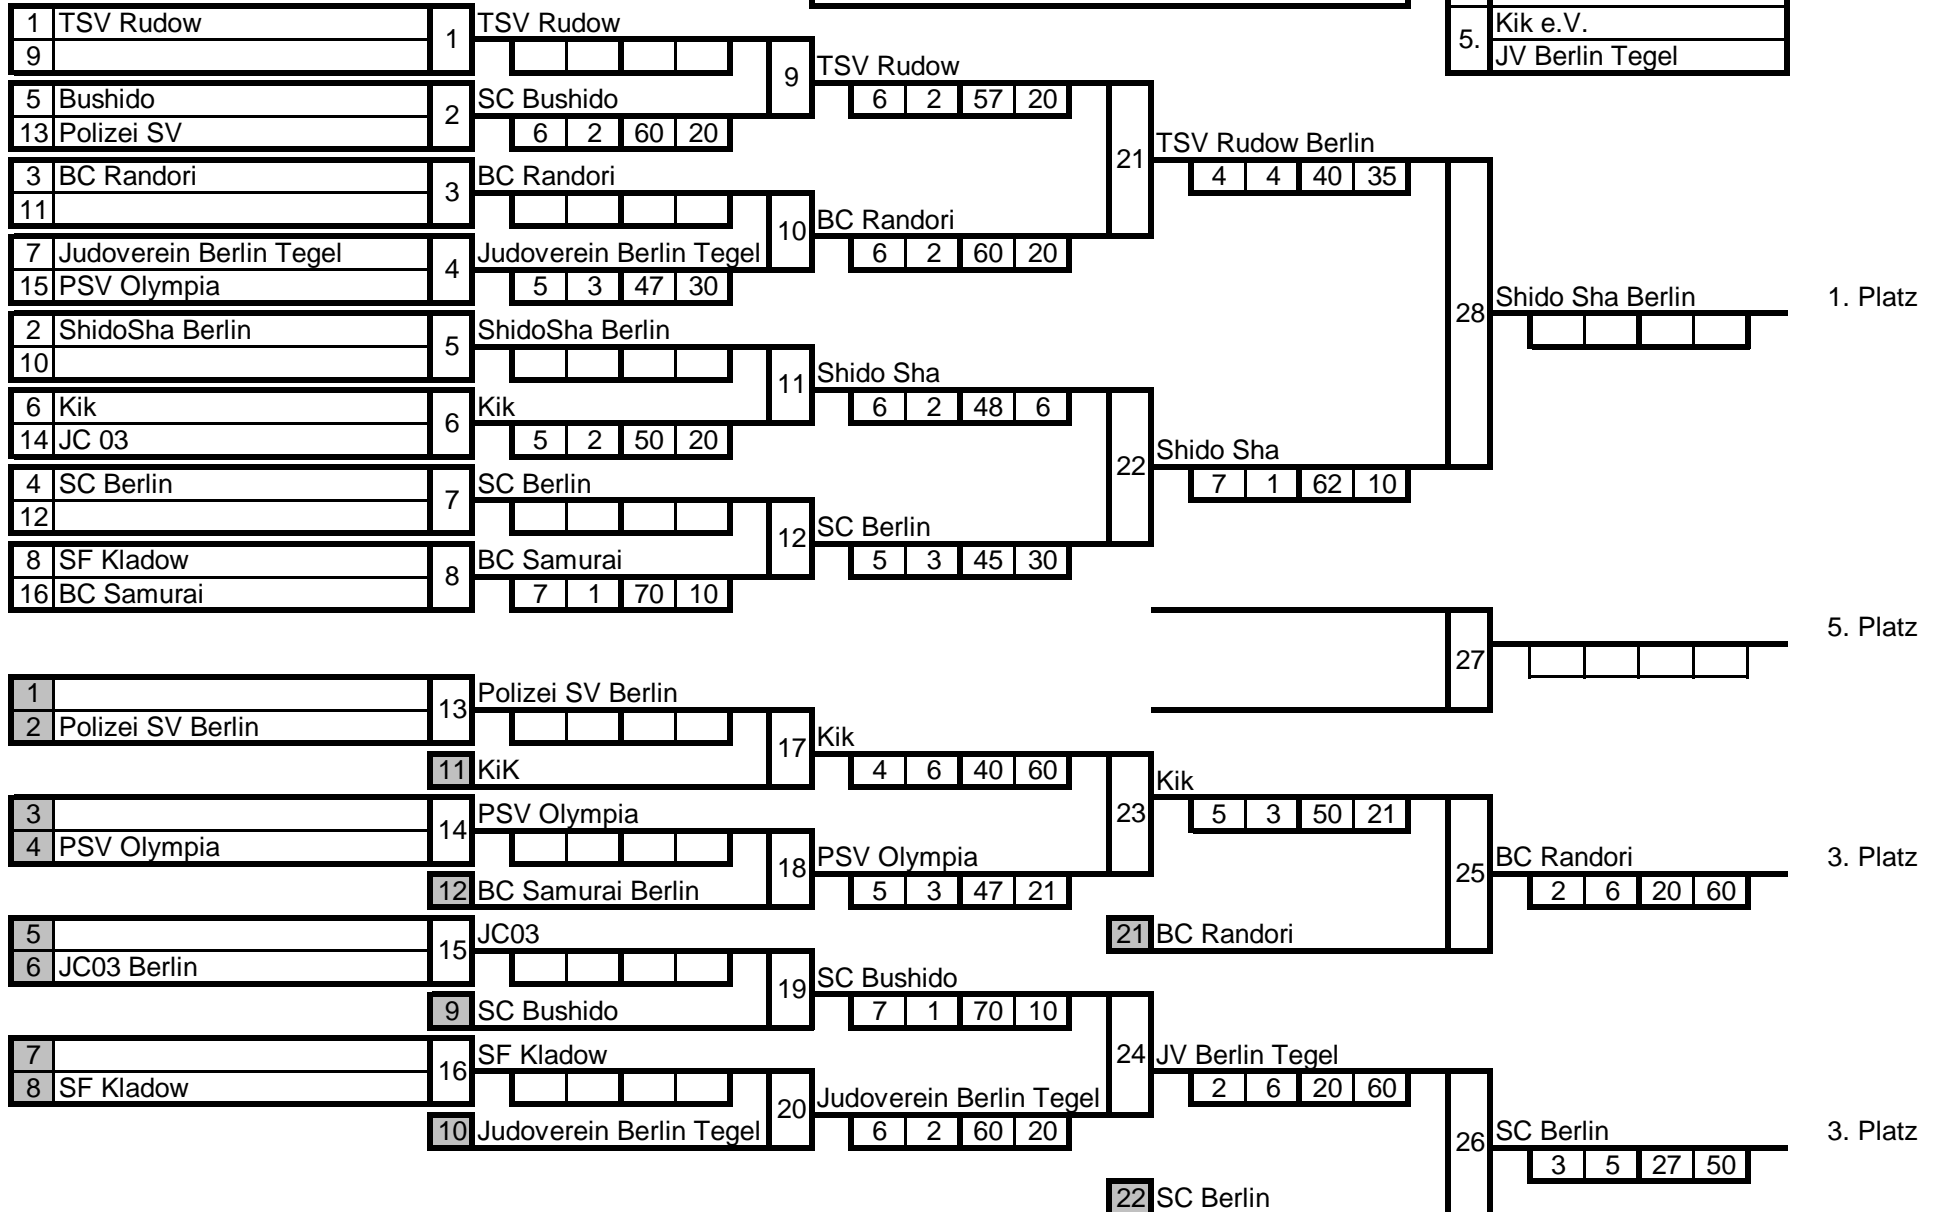 1 TSV Rudow 1 TSV Rudow
9
5. Kik e.V.
JV Berlin Tegel
9 TSV Rudow
6 2 57 20
5 Bushido 2 SC Bushido
13 Polizei SV 6 2 60 20
21 TSV Rudow Berlin
4 4 40 35
3 BC Randori 3 BC Randori
11
10 BC Randori
6 2 60 20
7 Judoverein Berlin Tegel 4 Judoverein Berlin Tegel
15 PSV Olympia 5 3 47 30
28 Shido Sha Berlin 1. Platz
2 ShidoSha Berlin 5 ShidoSha Berlin
10
11 Shido Sha
6 2 48 6
6 Kik 6 Kik
14 JC 03 5 2 50 20
22 Shido Sha
7 1 62 10
4 SC Berlin 7 SC Berlin
12
12 SC Berlin
5 3 45 30
8 SF Kladow 8 BC Samurai
16 BC Samurai 7 1 70 10
5. Platz
27
1 13 Polizei SV Berlin
2 Polizei SV Berlin
17 Kik
11 KiK 4 6 40 60
23 Kik
5 3 50 21
3 14 PSV Olympia
4 PSV Olympia
18 PSV Olympia
12 BC Samurai Berlin 5 3 47 21
25 BC Randori 3. Platz
2 6 20 60
21 BC Randori
5 15 JC03
6 JC03 Berlin
19 SC Bushido
9 SC Bushido 7 1 70 10
24 JV Berlin Tegel
2 6 20 60
7 16 SF Kladow
8 SF Kladow
20 Judoverein Berlin Tegel
10 Judoverein Berlin Tegel 6 2 60 20
26 SC Berlin 3. Platz
3 5 27 50
22 SC Berlin